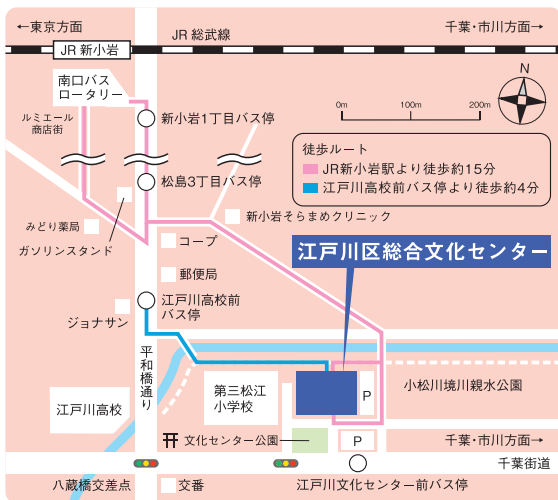 ←東京方面
JR 総武線
千葉・市川方面→
JR 新小岩
南口バス
ロータリー
N
0m
100m
200m
ルミエール
商店街
新小岩1丁目バス停
徒歩ルート
JR新小岩駅より徒歩約15分
江戸川高校前バス停より徒歩約4分
松島3丁目バス停
みどり薬局
ガソリンスタンド
新小岩そらまめクリニック
コープ
江戸川区総合文化センター
郵便局
江戸川高校前
バス停
ジョナサン
平和橋通り
第三松江
小学校
P
小松川境川親水公園
江戸川高校
文化センター公園
P
千葉・市川方面→
千葉街道
八蔵橋交差点
交番
江戸川文化センター前バス停